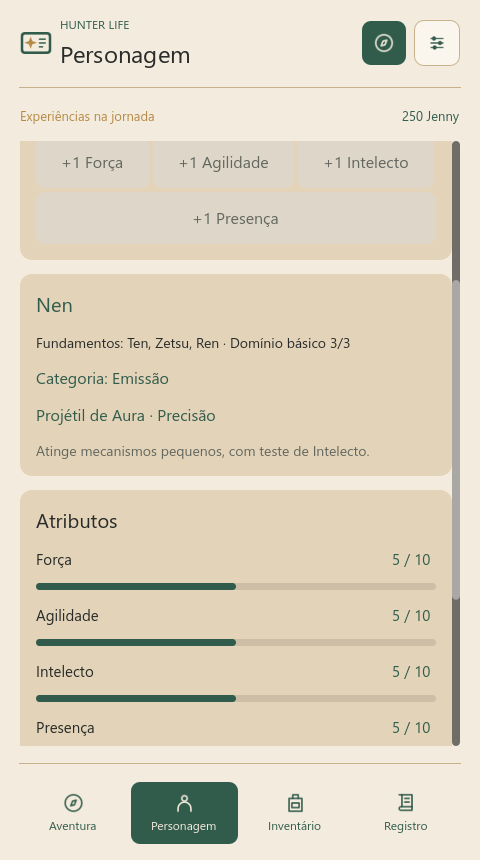 HUNTER LIFE
Personagem
Experiências na jornada
250 Jenny
+1 Força
+1 Agilidade
+1 Intelecto
+1 Presença
Nen
Fundamentos: Ten, Zetsu, Ren · Domínio básico 3/3
Categoria: Emissão
Projétil de Aura · Precisão
Atinge mecanismos pequenos, com teste de Intelecto.
Atributos
Força 5 / 10
Agilidade 5 / 10
Intelecto 5 / 10
Presença 5 / 10
Aventura
Personagem
Inventário
Registro